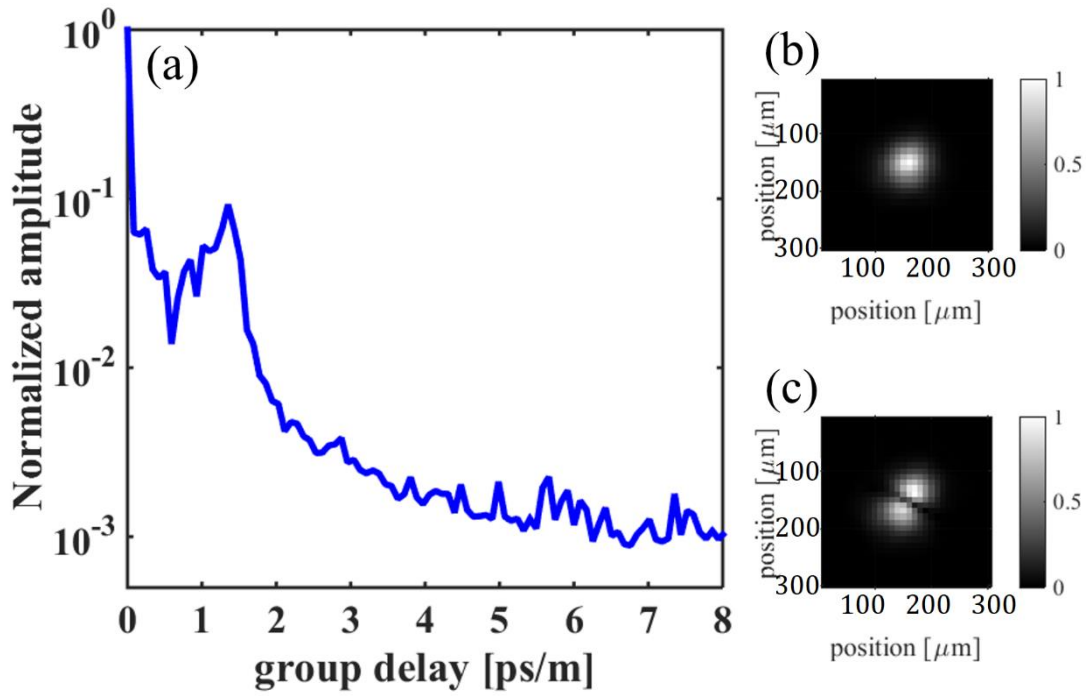 (a)
Normalized amplitude
10⁰
10⁻¹
10⁻²
10⁻³
0 1 2 3 4 5 6 7 8
group delay [ps/m]
(b)
position [μm]
100
200
300
100 200 300
position [μm]
1
0.5
0
(c)
position [μm]
100
200
300
100 200 300
position [μm]
1
0.5
0